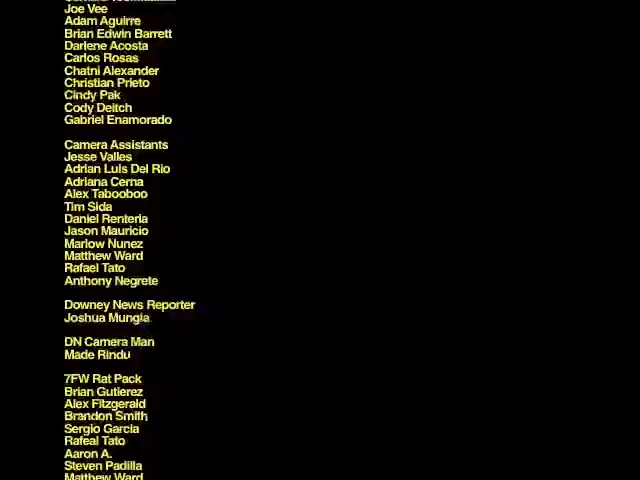 Joe Vee
Adam Aguirre
Brian Edwin Barrett
Darlene Acosta
Carlos Rosas
Chatni Alexander
Christian Prieto
Cindy Pak
Cody Deitch
Gabriel Enamorado
Camera Assistants
Jesse Valles
Adrian Luis Del Rio
Adriana Cerna
Alex Tabooboo
Tim Sida
Daniel Renteria
Jason Mauricio
Marlow Nunez
Matthew Ward
Rafael Tato
Anthony Negrete
Downey News Reporter
Joshua Mungia
DN Camera Man
Made Rindu
7FW Rat Pack
Brian Gutierez
Alex Fitzgerald
Brandon Smith
Sergio Garcia
Rafeal Tato
Aaron A.
Steven Padilla
Matthew Ward